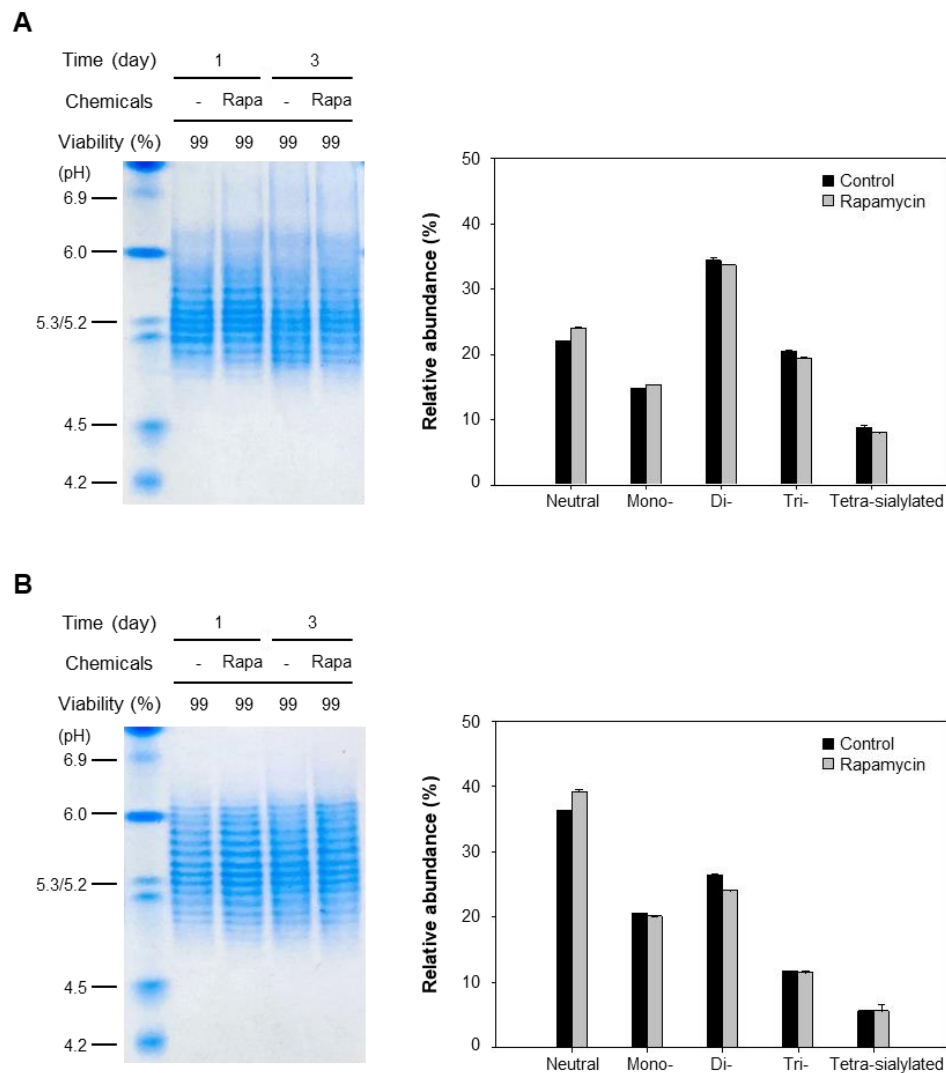 A
Time (day) 1 3
Chemicals - Rapa - Rapa
Viability (%) 99 99 99 99
(pH)
6.9
6.0
5.3/5.2
4.5
4.2
50
40
30
20
10
0
Relative abundance (%)
Control
Rapamycin
Neutral Mono- Di- Tri- Tetra-sialylated
B
Time (day) 1 3
Chemicals - Rapa - Rapa
Viability (%) 99 99 99 99
(pH)
6.9
6.0
5.3/5.2
4.5
4.2
50
40
30
20
10
0
Relative abundance (%)
Control
Rapamycin
Neutral Mono- Di- Tri- Tetra-sialylated